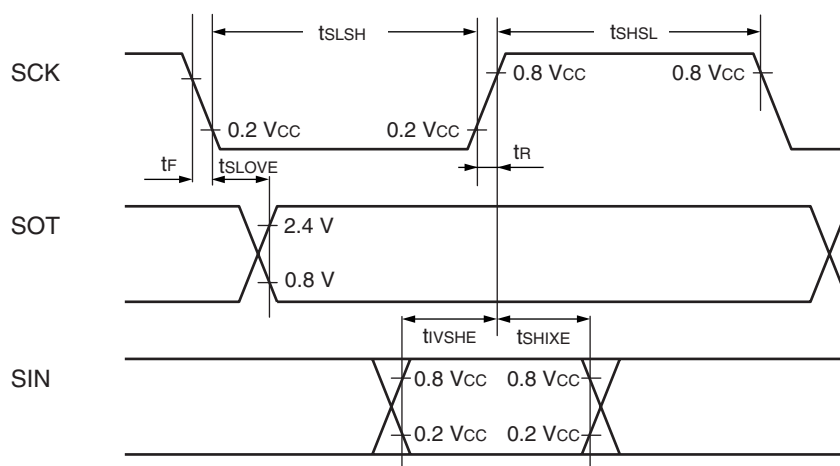 tSLSH tSHSL
SCK 0.8 VCC 0.8 VCC
0.2 VCC 0.2 VCC
tF tSLOVE tR
SOT 2.4 V
0.8 V
tIVSHE tSHIXE
SIN 0.8 VCC 0.8 VCC
0.2 VCC 0.2 VCC